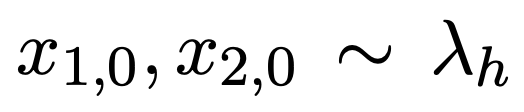 x_{1,0}, x_{2,0} ∼ λ_h